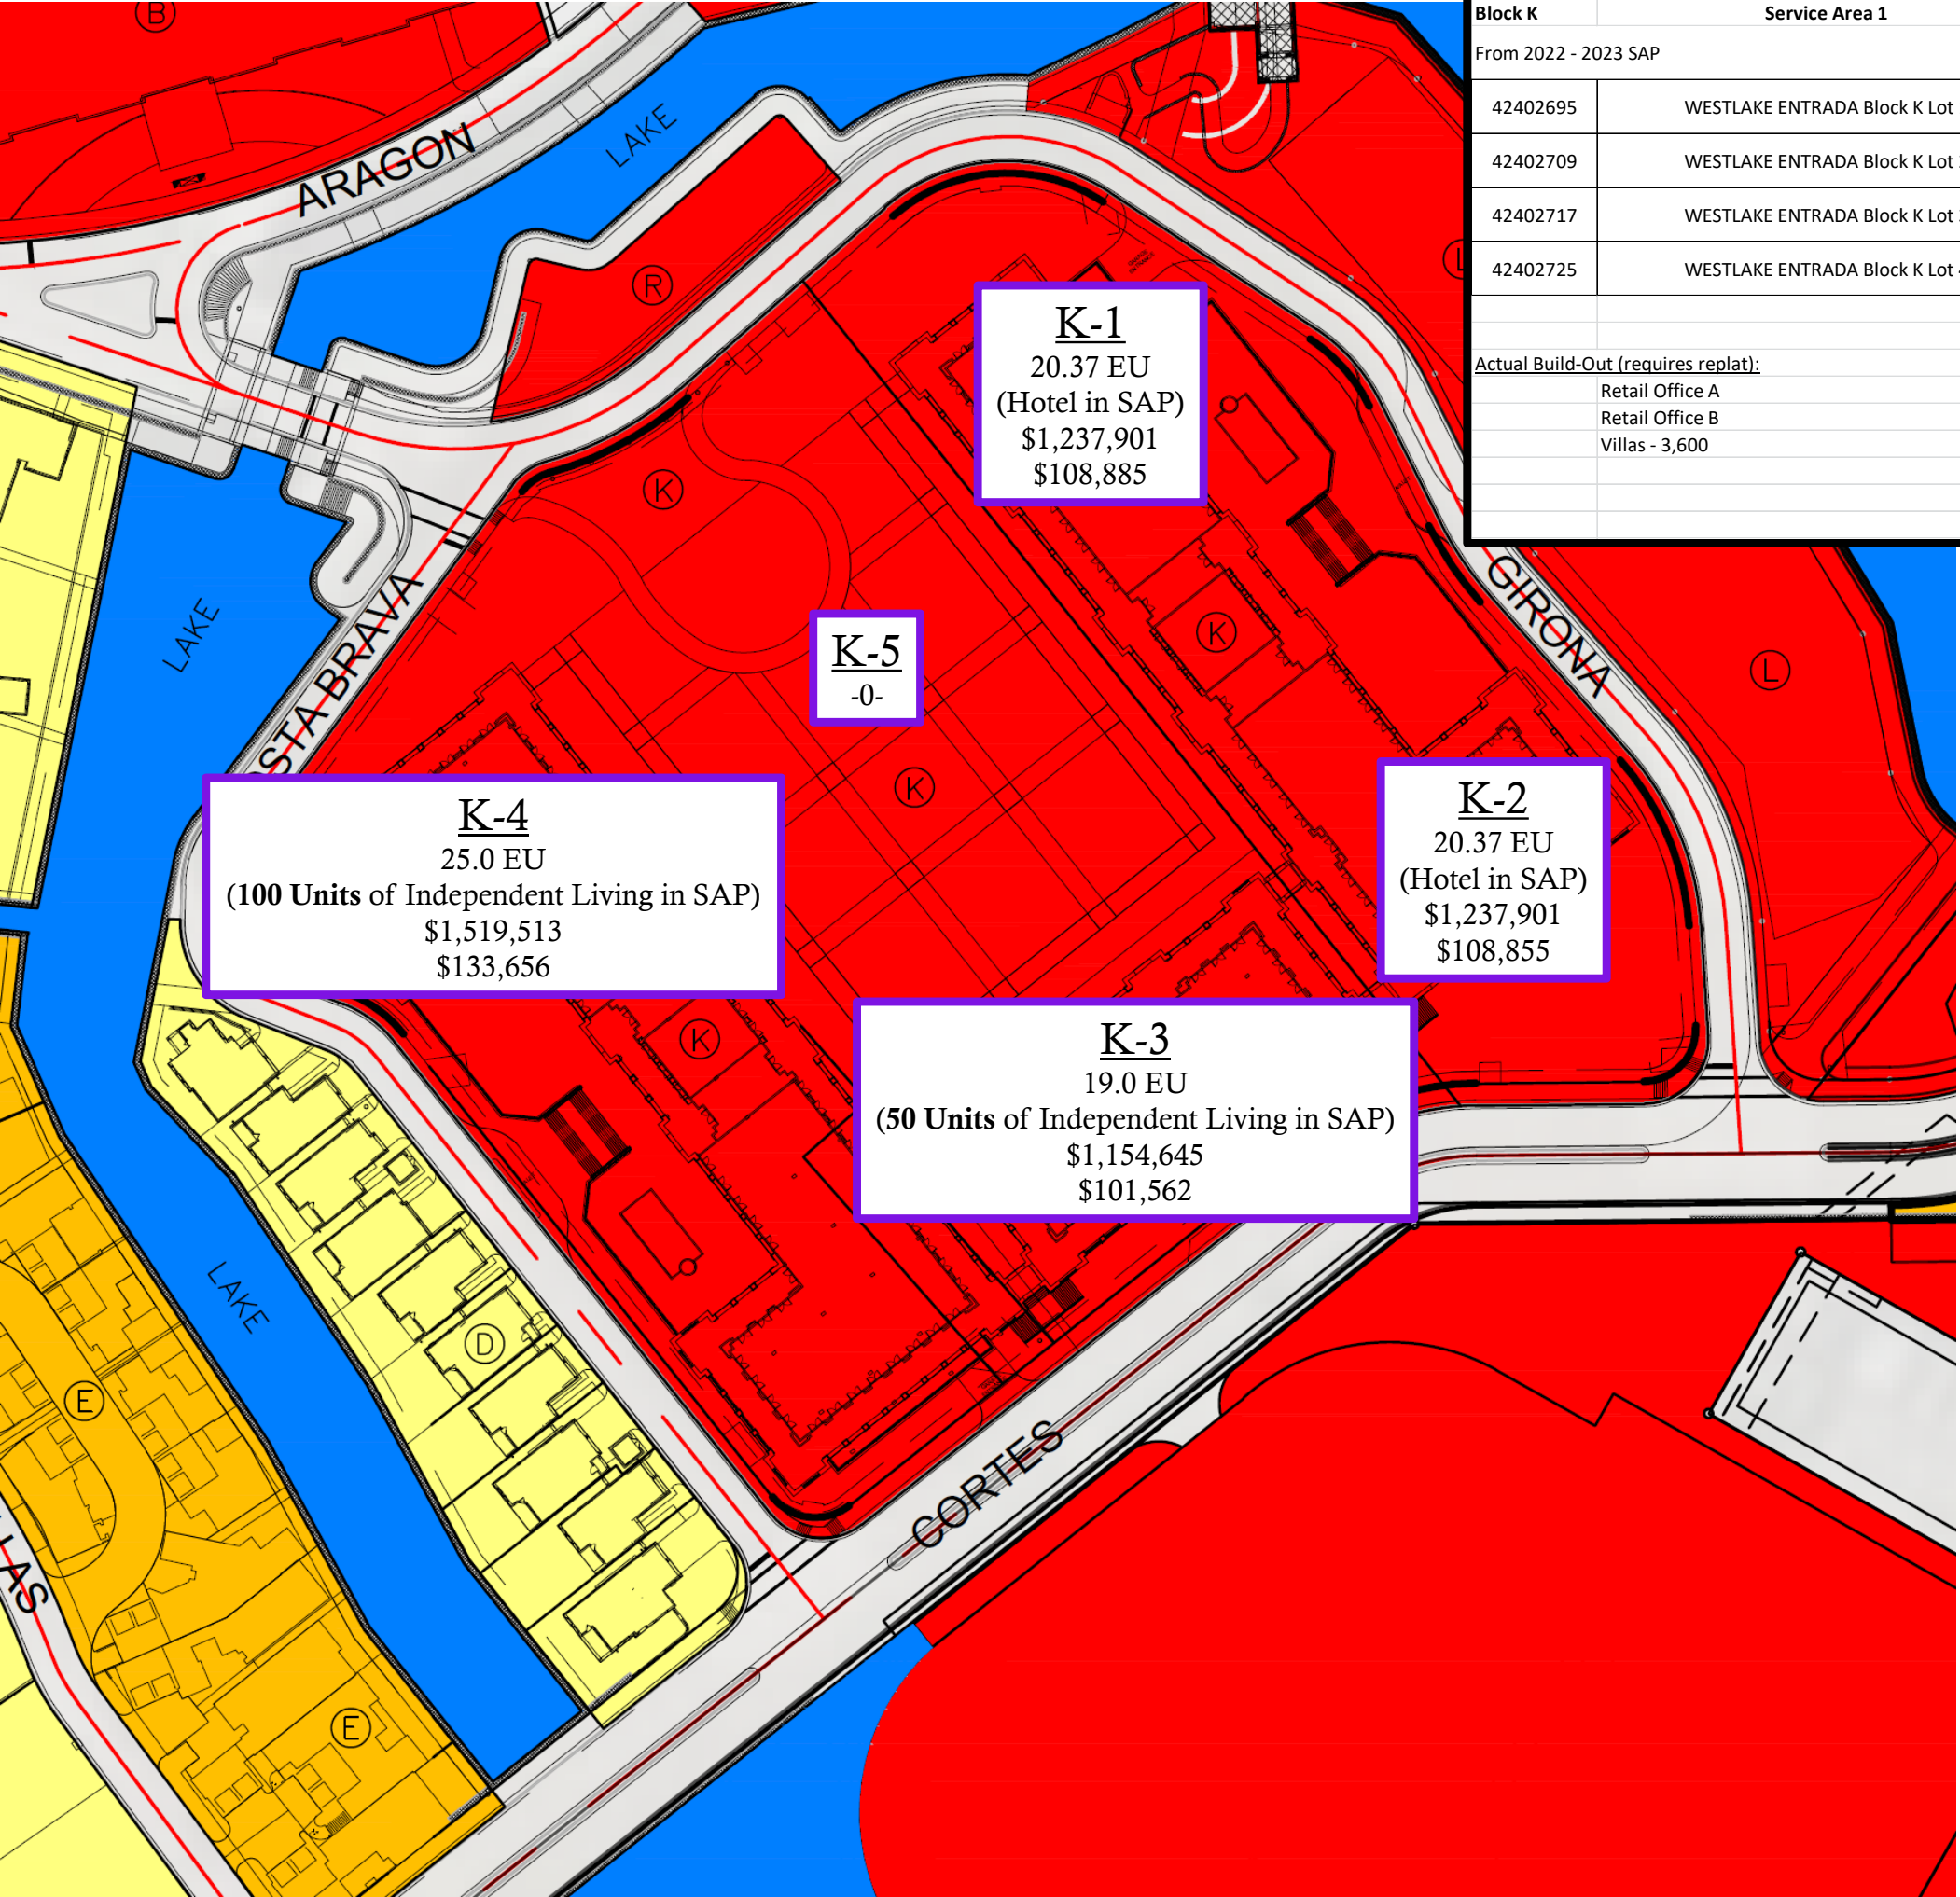 B
Block K Service Area 1
From 2022 - 2023 SAP
42402695 WESTLAKE ENTRADA Block K Lot
42402709 WESTLAKE ENTRADA Block K Lot
42402717 WESTLAKE ENTRADA Block K Lot
42402725 WESTLAKE ENTRADA Block K Lot
Actual Build-Out (requires replat):
Retail Office A
Retail Office B
Villas - 3,600
ARAGON
LAKE
R
L
K-1
20.37 EU
(Hotel in SAP)
$1,237,901
$108,885
K
GIRONA
LAKE
OSTA BRAVA
K-5
-0-
K
L
K
K-2
20.37 EU
(Hotel in SAP)
$1,237,901
$108,855
K-4
25.0 EU
(100 Units of Independent Living in SAP)
$1,519,513
$133,656
K
K-3
19.0 EU
(50 Units of Independent Living in SAP)
$1,154,645
$101,562
LAKE
D
E
CORTES
LAS
E